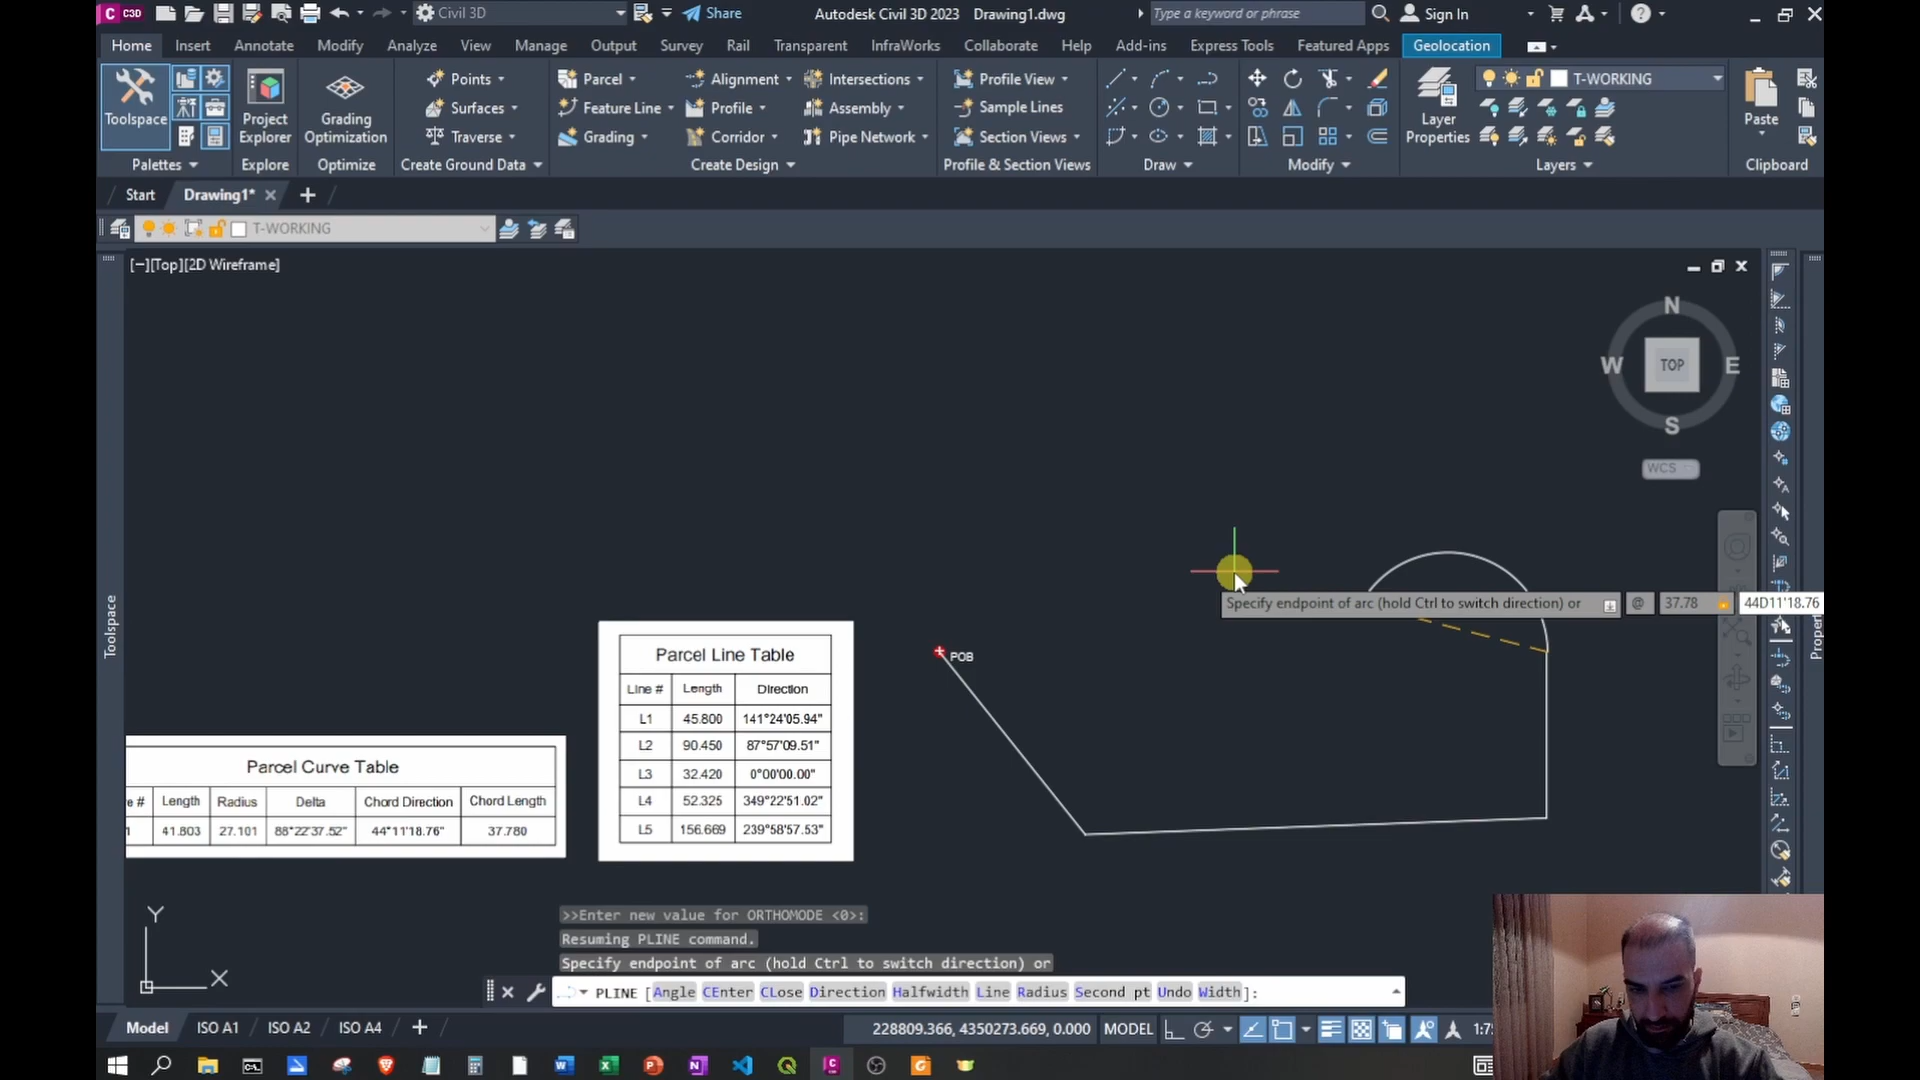 C3D Civil 3D Share Autodesk Civil 3D 2023 Drawing1.dwg Type a keyword or phrase Sign In
Home Insert Annotate Modify Analyze View Manage Output Survey Rail Transparent InfraWorks Collaborate Help Add-ins Express Tools Featured Apps Geolocation
Toolspace
Project Explorer
Grading Optimization
Points Parcel Alignment Intersections Profile View
Surfaces Feature Line Profile Assembly Sample Lines
Traverse Grading Corridor Pipe Network Section Views
Layer Properties
T-WORKING
Paste
Palettes Explore Optimize Create Ground Data Create Design Profile & Section Views Draw Modify Layers Clipboard
Start Drawing1*
T-WORKING
[−][Top][2D Wireframe]
N
W TOP E
S
WCS
Specify endpoint of arc (hold Ctrl to switch direction) or @ 37.78 44D11'18.76
POB
Toolspace
Parcel Line Table
Line # Length Direction
L1 45.800 141°24'05.94"
L2 90.450 87°57'09.51"
L3 32.420 0°00'00.00"
L4 52.325 349°22'51.02"
L5 156.669 239°58'57.53"
Parcel Curve Table
e # Length Radius Delta Chord Direction Chord Length
1 41.803 27.101 88°22'37.52" 44°11'18.76" 37.780
Y
X
>>Enter new value for ORTHOMODE <0>:
Resuming PLINE command.
Specify endpoint of arc (hold Ctrl to switch direction) or
PLINE [Angle CEnter CLose Direction Halfwidth Line Radius Second pt Undo Width]:
Model ISO A1 ISO A2 ISO A4 228809.366, 4350273.669, 0.000 MODEL